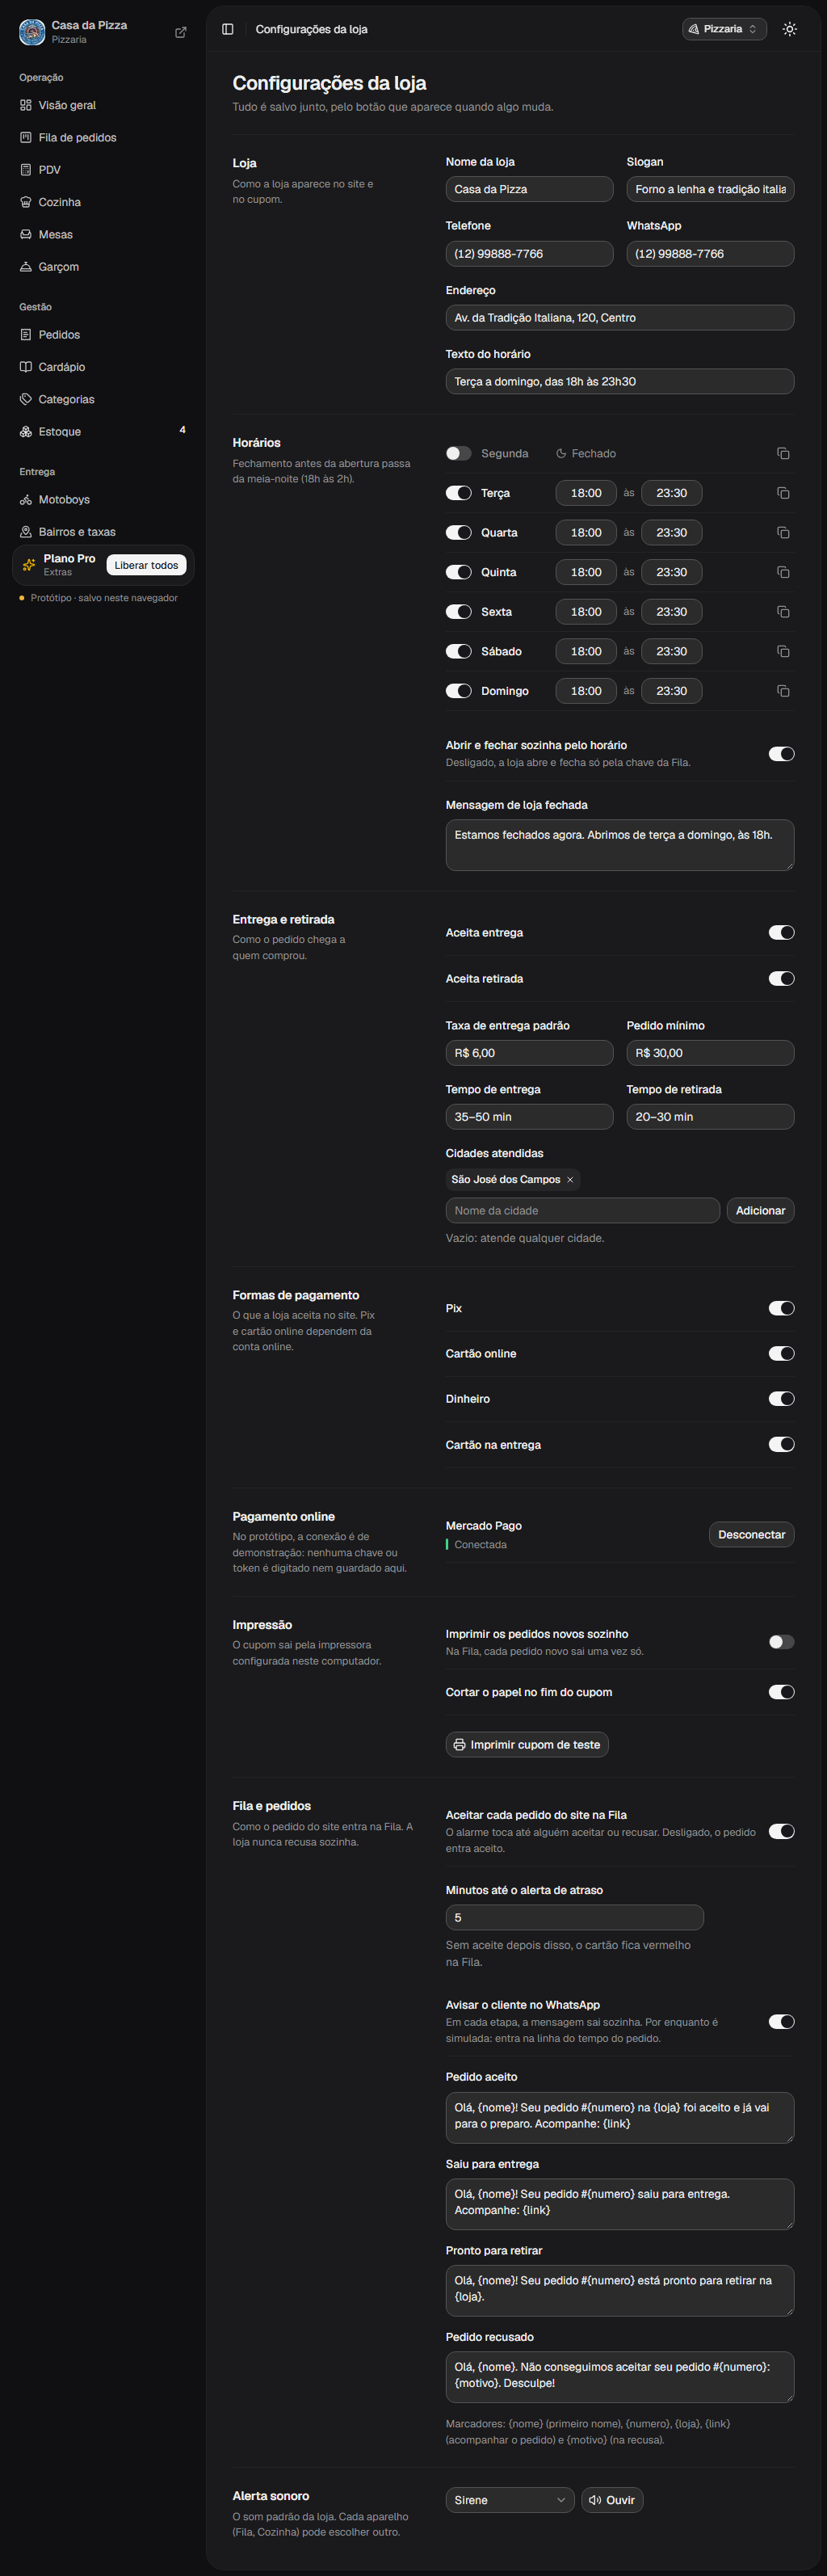 Casa da Pizza
Pizzaria
Operação
Visão geral
Fila de pedidos
PDV
Cozinha
Mesas
Garçom
Gestão
Pedidos
Cardápio
Categorias
Estoque 4
Entrega
Motoboys
Bairros e taxas
Plano Pro
Extras
Liberar todos
Protótipo · salvo neste navegador
Configurações da loja
Pizzaria
Configurações da loja
Tudo é salvo junto, pelo botão que aparece quando algo muda.
Loja
Como a loja aparece no site e
no cupom.
Nome da loja
Casa da Pizza
Slogan
Forno a lenha e tradição italia
Telefone
(12) 99888-7766
WhatsApp
(12) 99888-7766
Endereço
Av. da Tradição Italiana, 120, Centro
Texto do horário
Terça a domingo, das 18h às 23h30
Horários
Fechamento antes da abertura passa
da meia-noite (18h às 2h).
Segunda Fechado
Terça 18:00 às 23:30
Quarta 18:00 às 23:30
Quinta 18:00 às 23:30
Sexta 18:00 às 23:30
Sábado 18:00 às 23:30
Domingo 18:00 às 23:30
Abrir e fechar sozinha pelo horário
Desligado, a loja abre e fecha só pela chave da Fila.
Mensagem de loja fechada
Estamos fechados agora. Abrimos de terça a domingo, às 18h.
Entrega e retirada
Como o pedido chega a
quem comprou.
Aceita entrega
Aceita retirada
Taxa de entrega padrão
R$ 6,00
Pedido mínimo
R$ 30,00
Tempo de entrega
35–50 min
Tempo de retirada
20–30 min
Cidades atendidas
São José dos Campos ×
Nome da cidade
Adicionar
Vazio: atende qualquer cidade.
Formas de pagamento
O que a loja aceita no site. Pix
e cartão online dependem da
conta online.
Pix
Cartão online
Dinheiro
Cartão na entrega
Pagamento online
No protótipo, a conexão é de
demonstração: nenhuma chave ou
token é digitado nem guardado aqui.
Mercado Pago
Conectada
Desconectar
Impressão
O cupom sai pela impressora
configurada neste computador.
Imprimir os pedidos novos sozinho
Na Fila, cada pedido novo sai uma vez só.
Cortar o papel no fim do cupom
Imprimir cupom de teste
Fila e pedidos
Como o pedido do site entra na Fila. A
loja nunca recusa sozinha.
Aceitar cada pedido do site na Fila
O alarme toca até alguém aceitar ou recusar. Desligado, o pedido
entra aceito.
Minutos até o alerta de atraso
5
Sem aceite depois disso, o cartão fica vermelho
na Fila.
Avisar o cliente no WhatsApp
Em cada etapa, a mensagem sai sozinha. Por enquanto é
simulada: entra na linha do tempo do pedido.
Pedido aceito
Olá, {nome}! Seu pedido #{numero} na {loja} foi aceito e já vai
para o preparo. Acompanhe: {link}
Saiu para entrega
Olá, {nome}! Seu pedido #{numero} saiu para entrega.
Acompanhe: {link}
Pronto para retirar
Olá, {nome}! Seu pedido #{numero} está pronto para retirar na
{loja}.
Pedido recusado
Olá, {nome}. Não conseguimos aceitar seu pedido #{numero}:
{motivo}. Desculpe!
Marcadores: {nome} (primeiro nome), {numero}, {loja}, {link}
(acompanhar o pedido) e {motivo} (na recusa).
Alerta sonoro
O som padrão da loja. Cada aparelho
(Fila, Cozinha) pode escolher outro.
Sirene
Ouvir